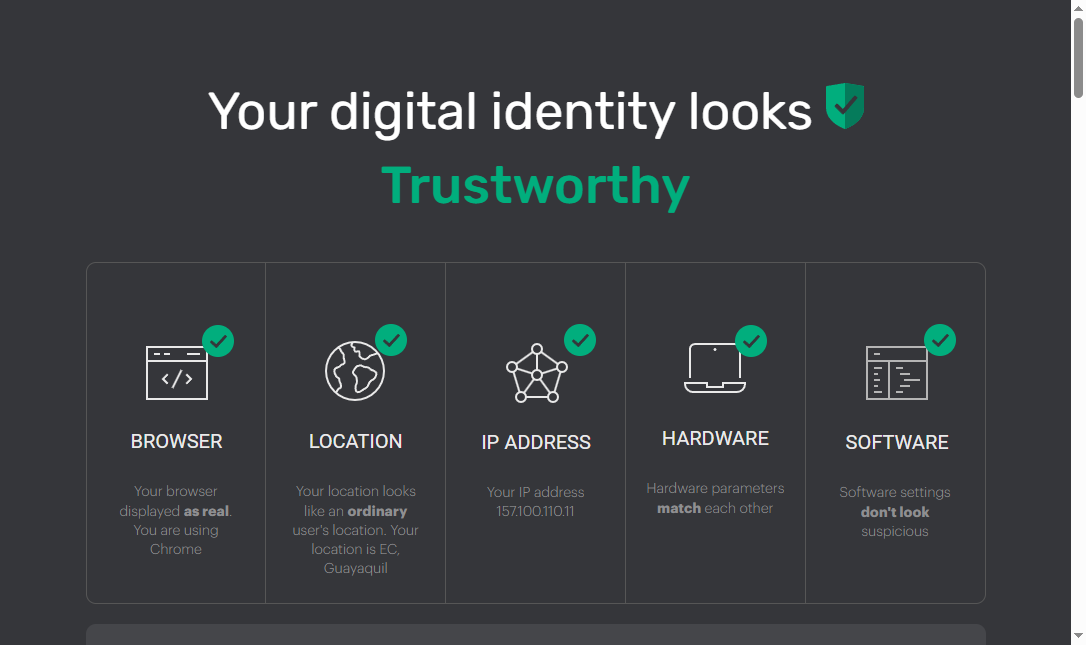 Your digital identity looks
Trustworthy
BROWSER
Your browser
displayed as real.
You are using
Chrome
LOCATION
Your location looks
like an ordinary
user's location. Your
location is EC,
Guayaquil
IP ADDRESS
Your IP address
157.100.110.11
HARDWARE
Hardware parameters
match each other
SOFTWARE
Software settings
don't look
suspicious